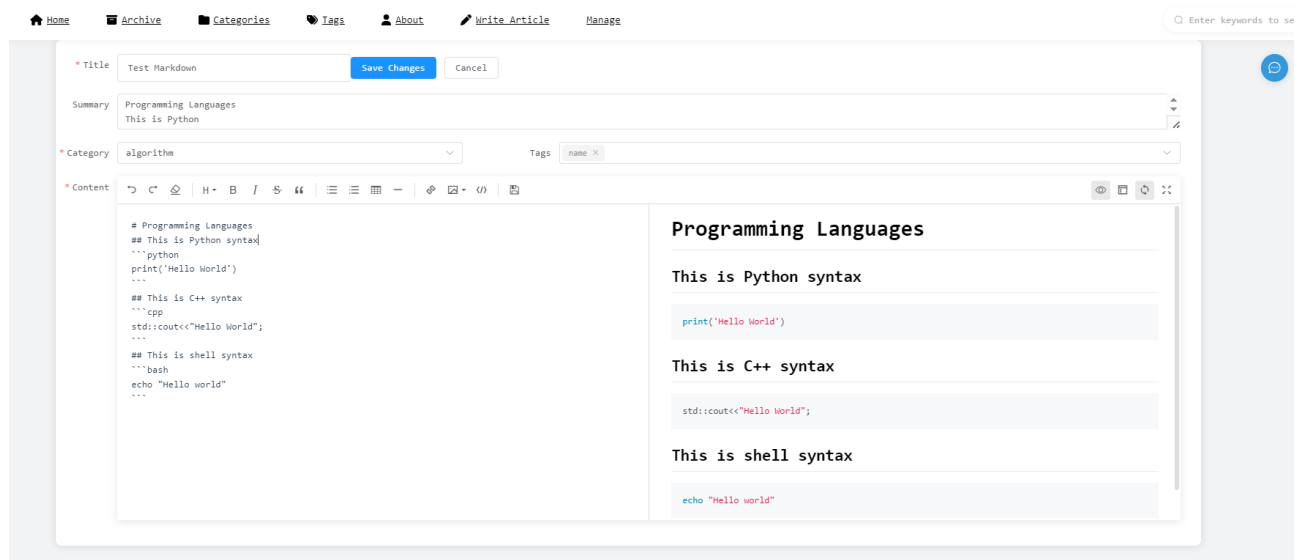 Home Archive Categories Tags About Write Article Manage Enter keywords to se
* Title Test Markdown Save Changes Cancel
Summary Programming Languages
This is Python
* Category algorithm Tags name ×
* Content H B I S
# Programming Languages
## This is Python syntax
```python
print('Hello World')
```
## This is C++ syntax
```cpp
std::cout<<"Hello World";
```
## This is shell syntax
```bash
echo "Hello world"
```
Programming Languages
This is Python syntax
print('Hello World')
This is C++ syntax
std::cout<<"Hello World";
This is shell syntax
echo "Hello world"